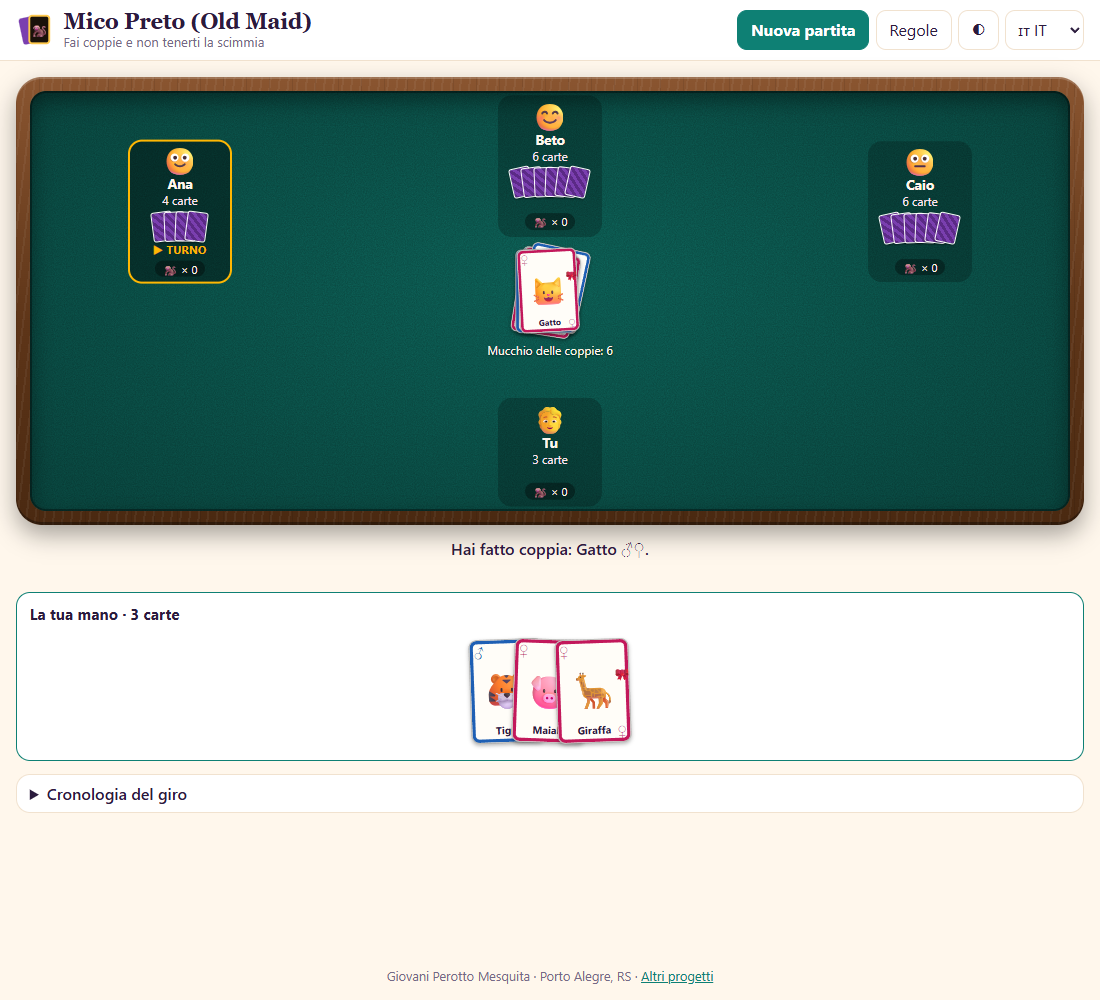 Mico Preto (Old Maid)
Fai coppie e non tenerti la scimmia
Nuova partita
Regole
IT IT
Beto
6 carte
× 0
Ana
4 carte
▶ TURNO
× 0
Caio
6 carte
× 0
Gatto
Mucchio delle coppie: 6
Tu
3 carte
× 0
Hai fatto coppia: Gatto ♂♀.
La tua mano · 3 carte
♂ Tig
♀ Maial
♀ Giraffa ♀
▶ Cronologia del giro
Giovani Perotto Mesquita · Porto Alegre, RS · Altri progetti